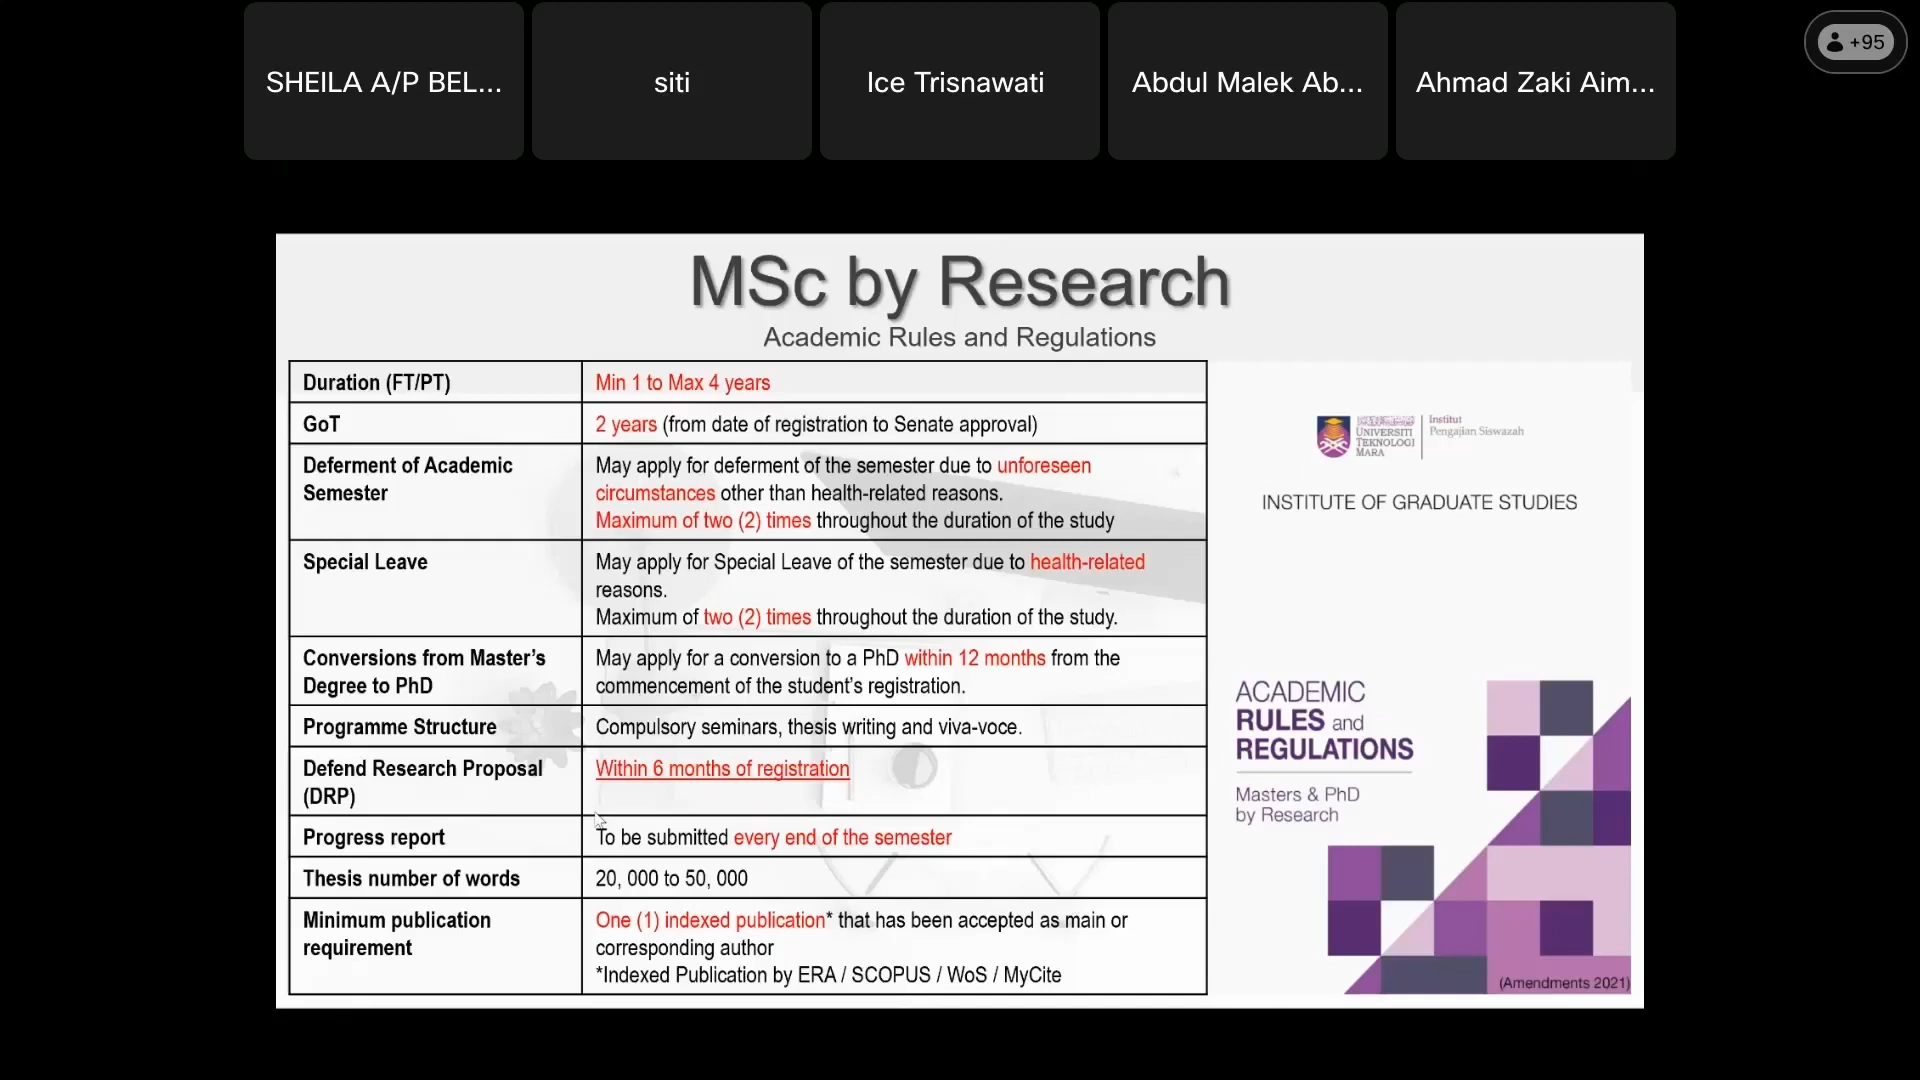 SHEILA A/P BEL...
siti
Ice Trisnawati
Abdul Malek Ab...
Ahmad Zaki Aim...
+95
MSc by Research
Academic Rules and Regulations
Duration (FT/PT)
Min 1 to Max 4 years
GoT
2 years (from date of registration to Senate approval)
Deferment of Academic
Semester
May apply for deferment of the semester due to unforeseen
circumstances other than health-related reasons.
Maximum of two (2) times throughout the duration of the study
Special Leave
May apply for Special Leave of the semester due to health-related
reasons.
Maximum of two (2) times throughout the duration of the study.
Conversions from Master's
Degree to PhD
May apply for a conversion to a PhD within 12 months from the
commencement of the student's registration.
Programme Structure
Compulsory seminars, thesis writing and viva-voce.
Defend Research Proposal
(DRP)
Within 6 months of registration
Progress report
To be submitted every end of the semester
Thesis number of words
20, 000 to 50, 000
Minimum publication
requirement
One (1) indexed publication* that has been accepted as main or
corresponding author
*Indexed Publication by ERA / SCOPUS / WoS / MyCite
UNIVERSITI
TEKNOLOGI
MARA
Institut
Pengajian Siswazah
INSTITUTE OF GRADUATE STUDIES
ACADEMIC
RULES and
REGULATIONS
Masters & PhD
by Research
(Amendments 2021)